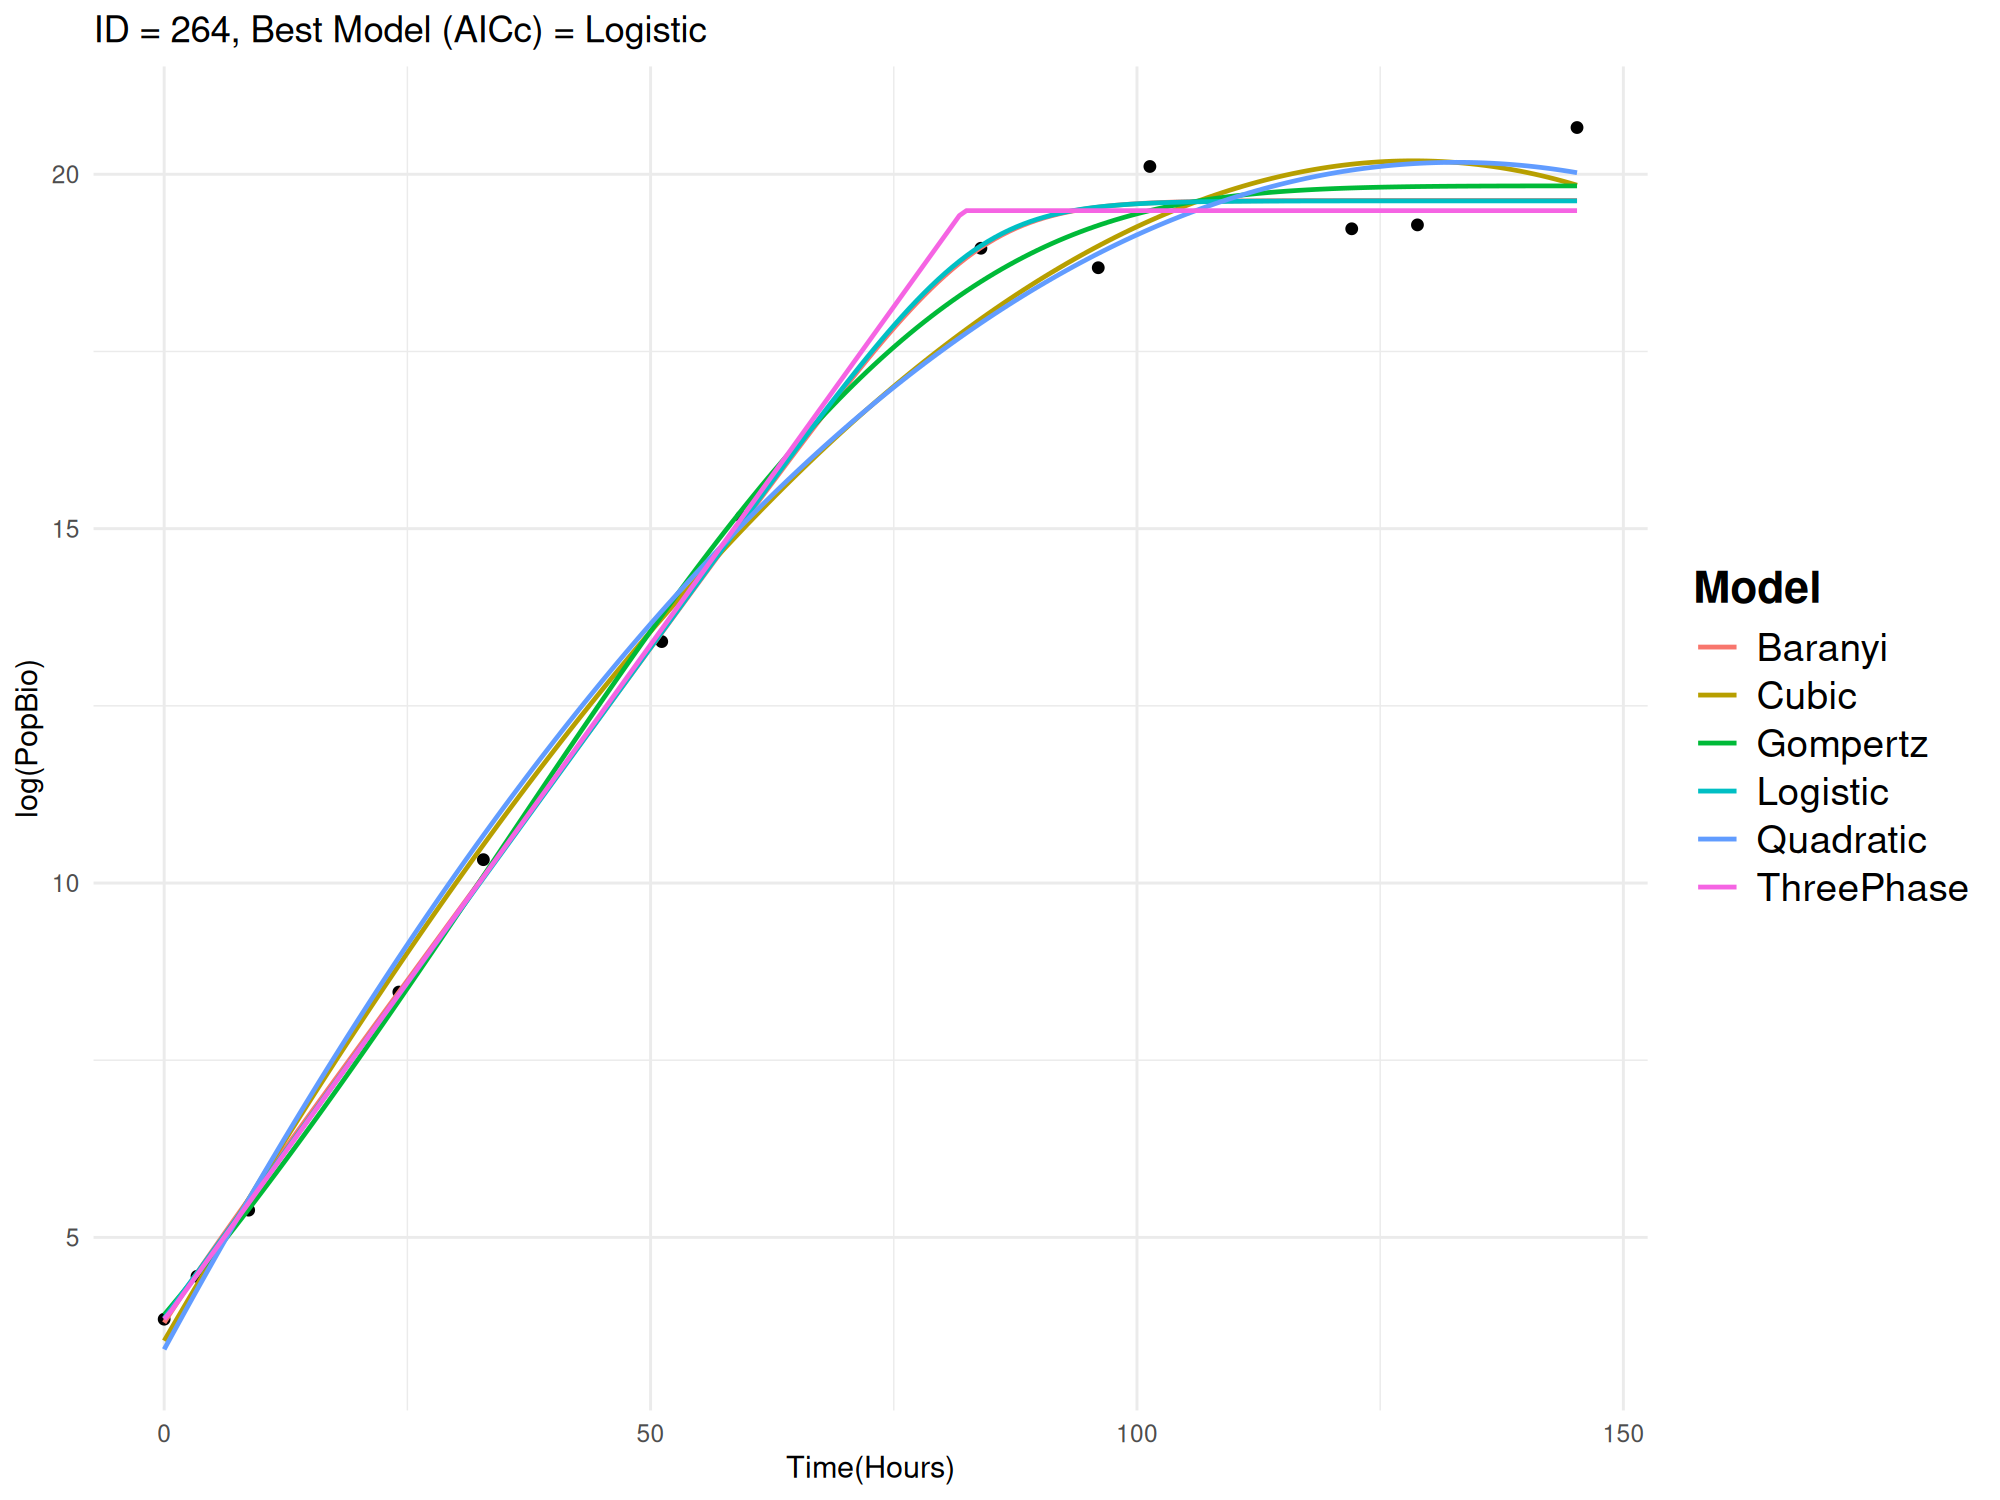 ID = 264, Best Model (AICc) = Logistic
20
15
10
5
log(PopBio)
0
50
100
150
Time(Hours)
Model
Baranyi
Cubic
Gompertz
Logistic
Quadratic
ThreePhase